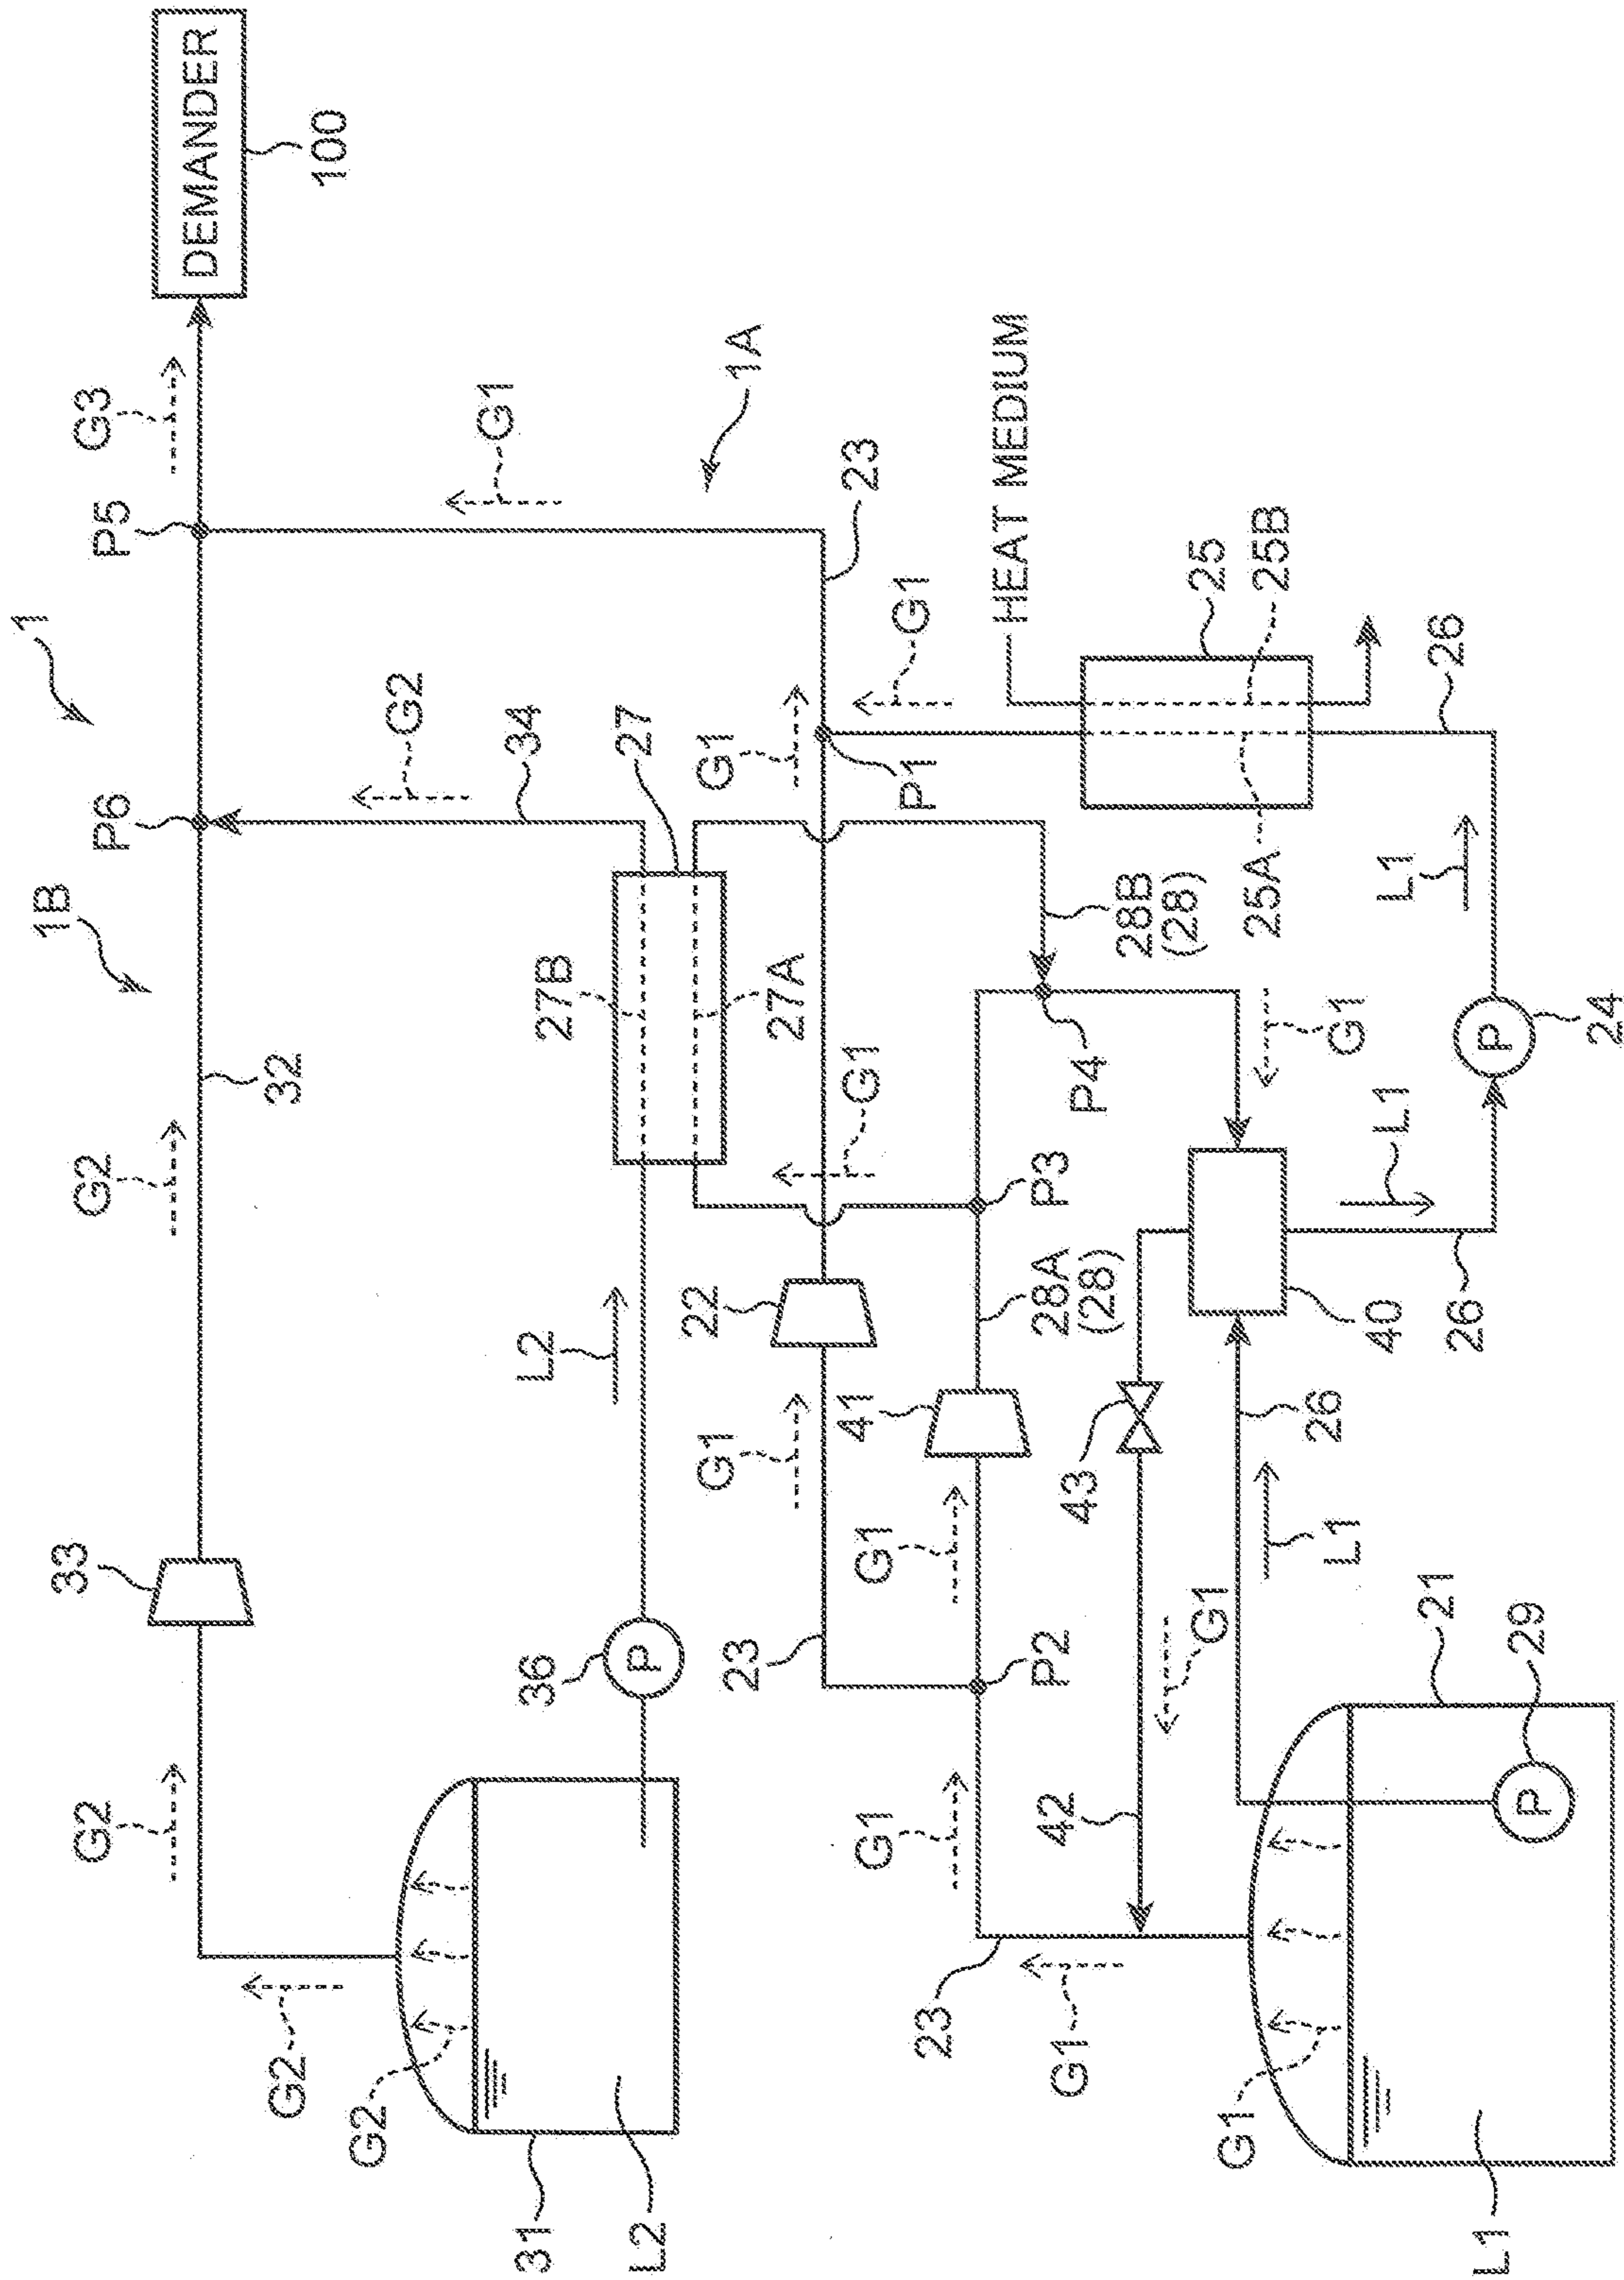 1
1B
P6
P5
G3
DEMANDER
100
33
G2
G2
32
G2
34
G1
1A
G2
G2
31
L2
36
P
L2
27B
27A
27
G1
23
23
G1
22
G1
P1
G1
HEAT MEDIUM
25
25B
25A
23
G1
G1
P2
G1
41
28A
(28)
P3
P4
28B
(28)
42
G1
43
40
G1
L1
26
L1
26
L1
26
P
24
G1
21
29
P
L1